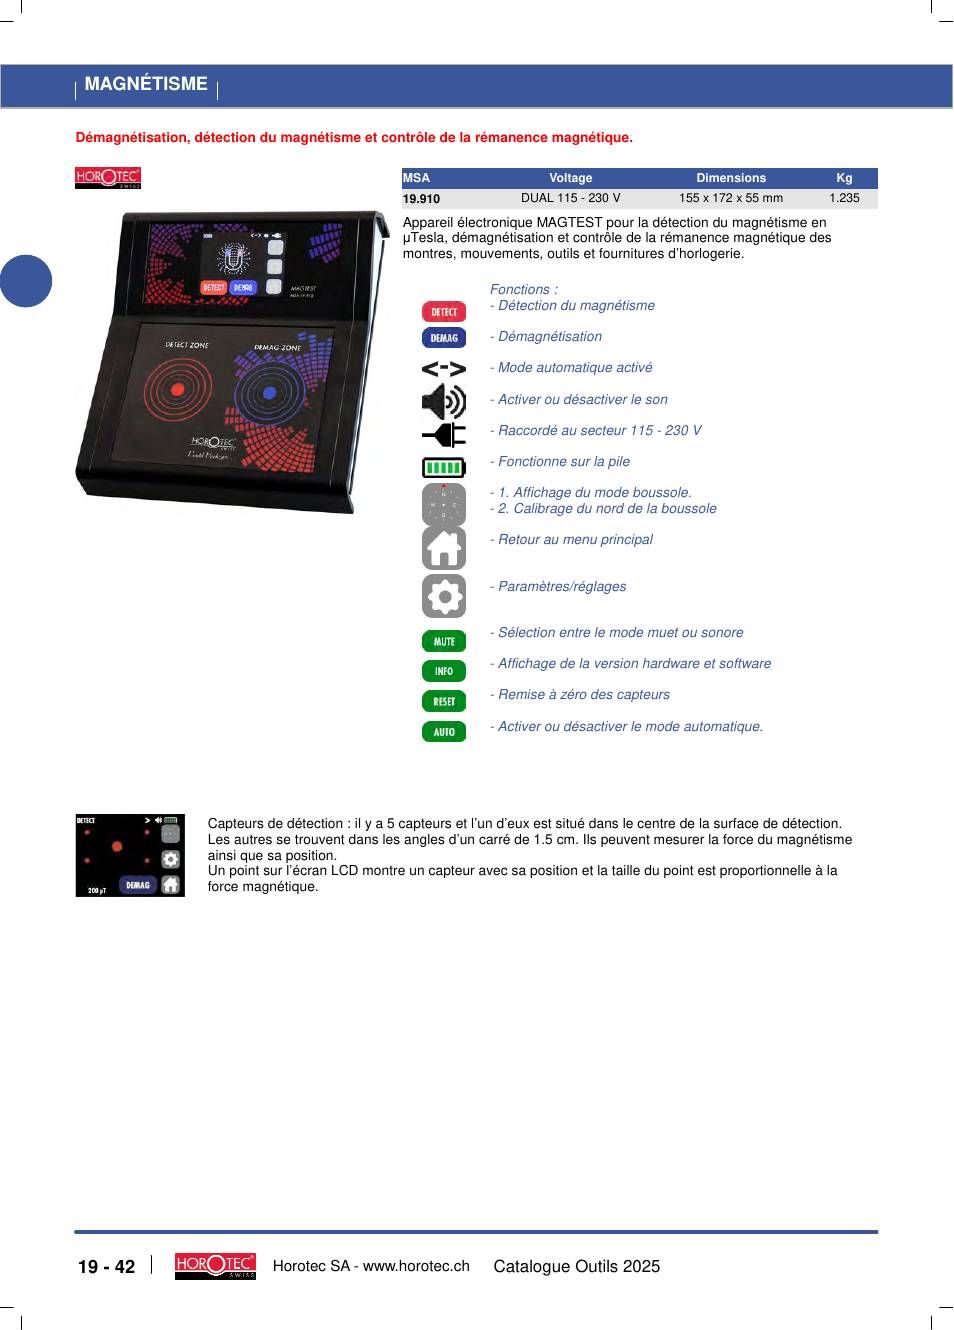 MAGNÉTISME
Démagnétisation, détection du magnétisme et contrôle de la rémanence magnétique.
HOROTEC®
SWISS
MSA Voltage Dimensions Kg
19.910 DUAL 115 - 230 V 155 x 172 x 55 mm 1.235
Appareil électronique MAGTEST pour la détection du magnétisme en
µTesla, démagnétisation et contrôle de la rémanence magnétique des
montres, mouvements, outils et fournitures d'horlogerie.
DETECT DEMAG
MAGTEST
MSA 19.910
DETECT ZONE
DEMAG ZONE
HOROTEC®
SWISS
L'outil Horloger...
Fonctions :
DETECT - Détection du magnétisme
DEMAG - Démagnétisation
<-> - Mode automatique activé
- Activer ou désactiver le son
- Raccordé au secteur 115 - 230 V
- Fonctionne sur la pile
- 1. Affichage du mode boussole.
- 2. Calibrage du nord de la boussole
- Retour au menu principal
- Paramètres/réglages
MUTE - Sélection entre le mode muet ou sonore
INFO - Affichage de la version hardware et software
RESET - Remise à zéro des capteurs
AUTO - Activer ou désactiver le mode automatique.
DETECT
200 µT DEMAG
Capteurs de détection : il y a 5 capteurs et l'un d'eux est situé dans le centre de la surface de détection.
Les autres se trouvent dans les angles d'un carré de 1.5 cm. Ils peuvent mesurer la force du magnétisme
ainsi que sa position.
Un point sur l'écran LCD montre un capteur avec sa position et la taille du point est proportionnelle à la
force magnétique.
19 - 42
HOROTEC®
SWISS
Horotec SA - www.horotec.ch Catalogue Outils 2025